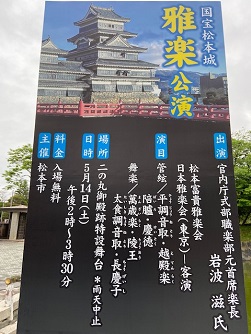 国宝松本城
雅楽公演
出演
宮内庁式部職楽部元首席楽長
岩波 滋 氏
松本富貴雅楽会
日本雅楽会(東京)―客演
演目
管絃/平調音取・越殿楽
陪臚・慶徳
舞楽/萬歳楽・陵王
太食調音取・長慶子
場所
二の丸御殿跡特設舞台 *雨天中止
日時
5月14日(土)
午後2時~3時30分
料金
入場無料
主催
松本市